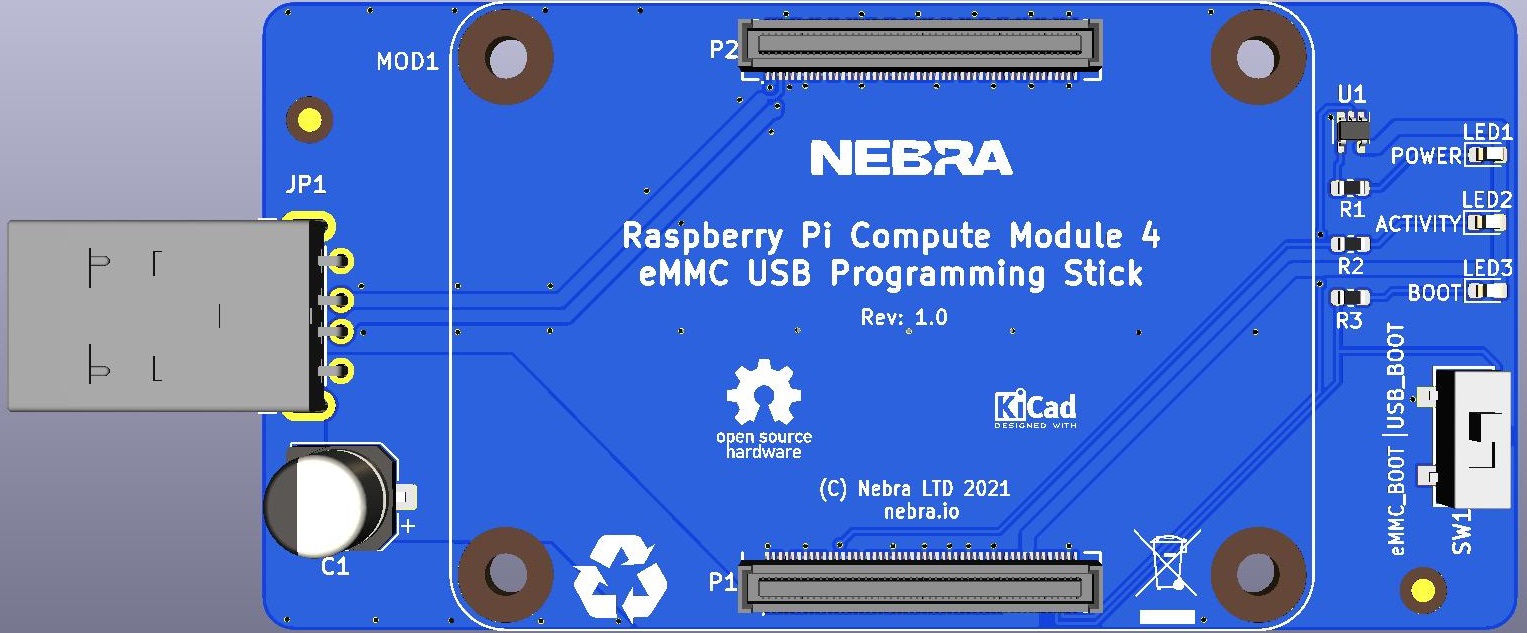 P2
MOD1
U1
LED1
POWER
JP1
NEBRA
R1
LED2
ACTIVITY
Raspberry Pi Compute Module 4
eMMC USB Programming Stick
R2
LED3
BOOT
Rev: 1.0
R3
eMMC_BOOT |USB_BOOT
KiCad
DESIGNED WITH
open source
hardware
(C) Nebra LTD 2021
nebra.io
+
SW1
C1
P1